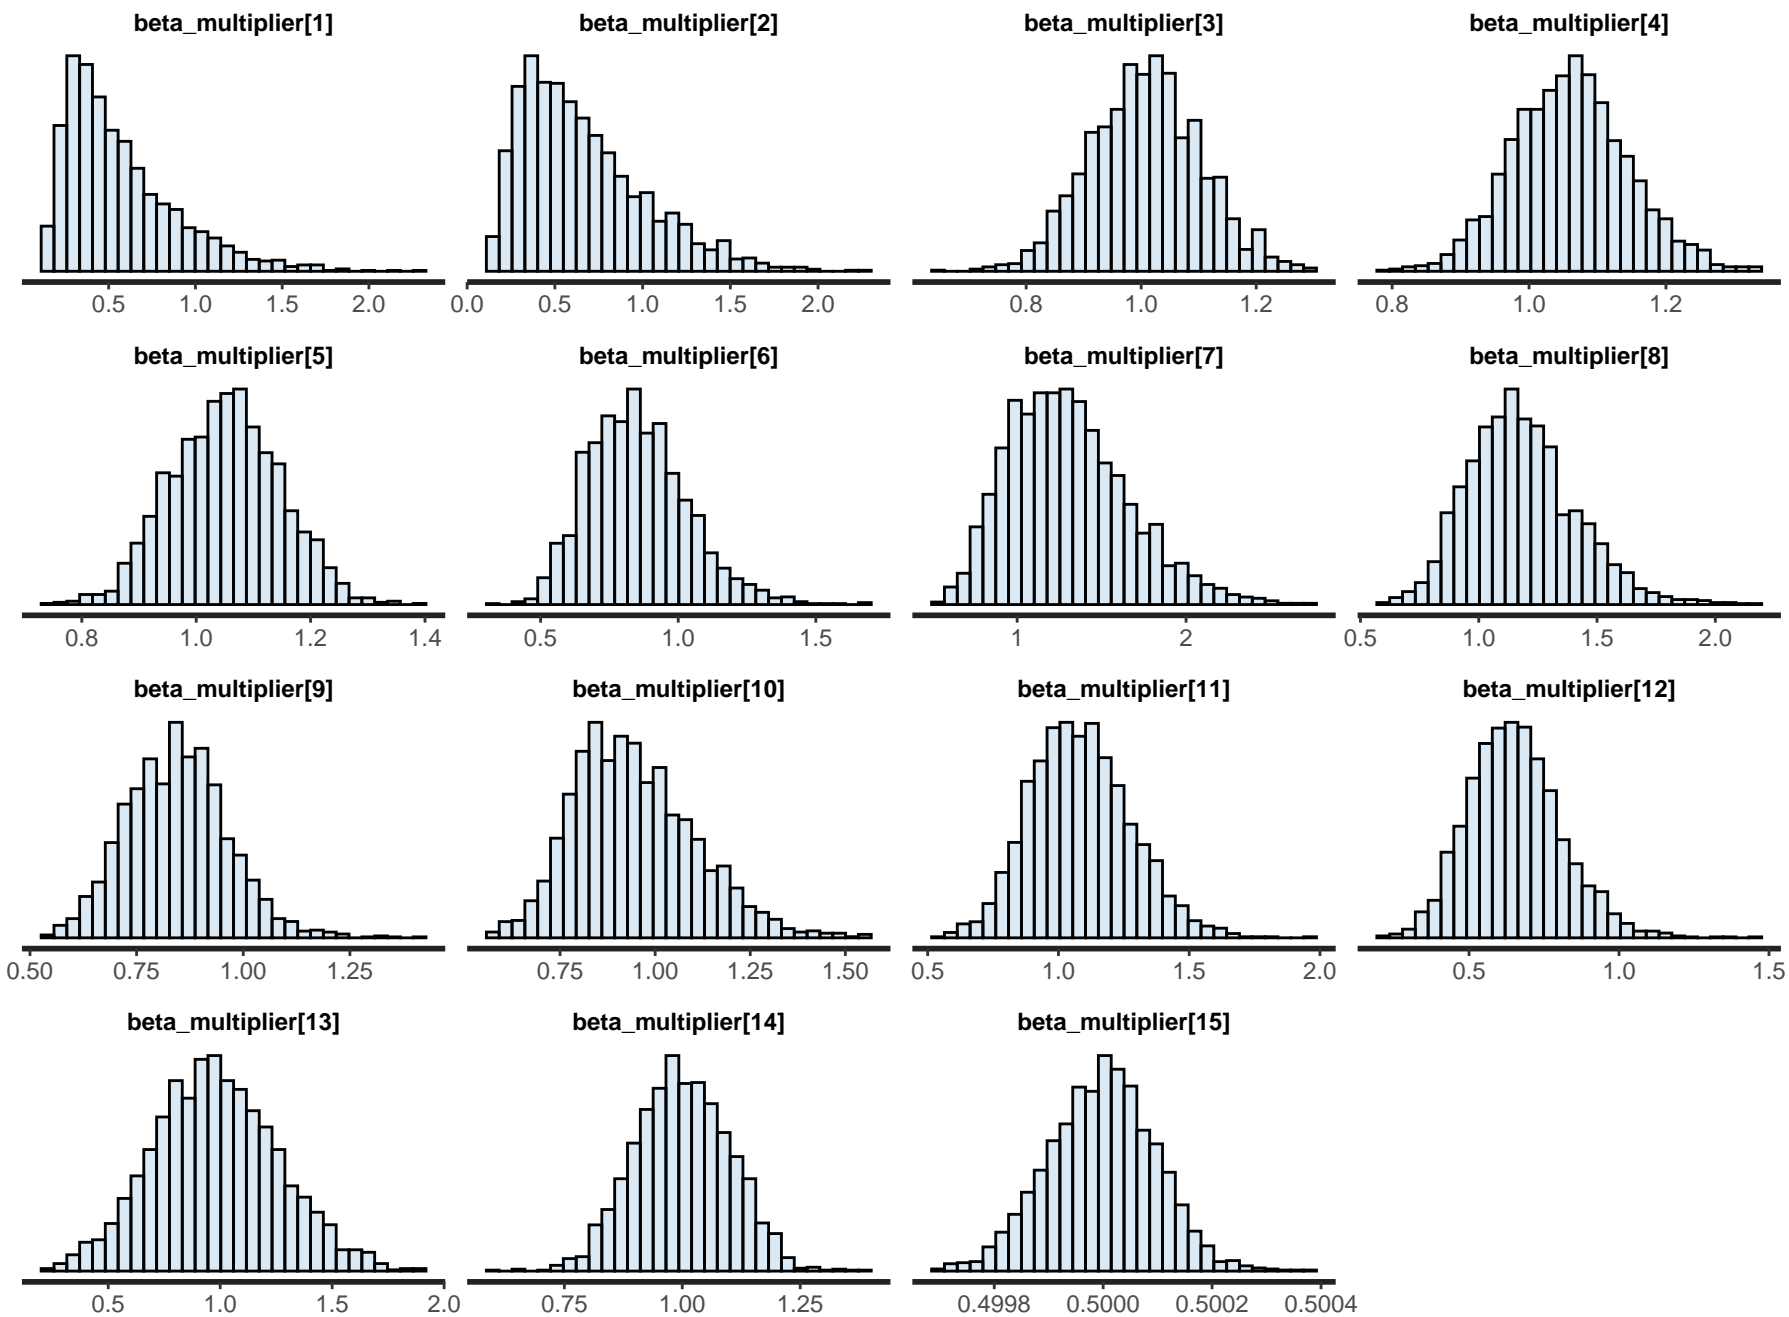 beta_multiplier[1] beta_multiplier[2] beta_multiplier[3] beta_multiplier[4]
0.5 1.0 1.5 2.0 0.0 0.5 1.0 1.5 2.0 0.8 1.0 1.2 0.8 1.0 1.2
beta_multiplier[5] beta_multiplier[6] beta_multiplier[7] beta_multiplier[8]
0.8 1.0 1.2 1.4 0.5 1.0 1.5 1 2 0.5 1.0 1.5 2.0
beta_multiplier[9] beta_multiplier[10] beta_multiplier[11] beta_multiplier[12]
0.50 0.75 1.00 1.25 0.75 1.00 1.25 1.50 0.5 1.0 1.5 2.0 0.5 1.0 1.5
beta_multiplier[13] beta_multiplier[14] beta_multiplier[15]
0.5 1.0 1.5 2.0 0.75 1.00 1.25 0.4998 0.5000 0.5002 0.5004